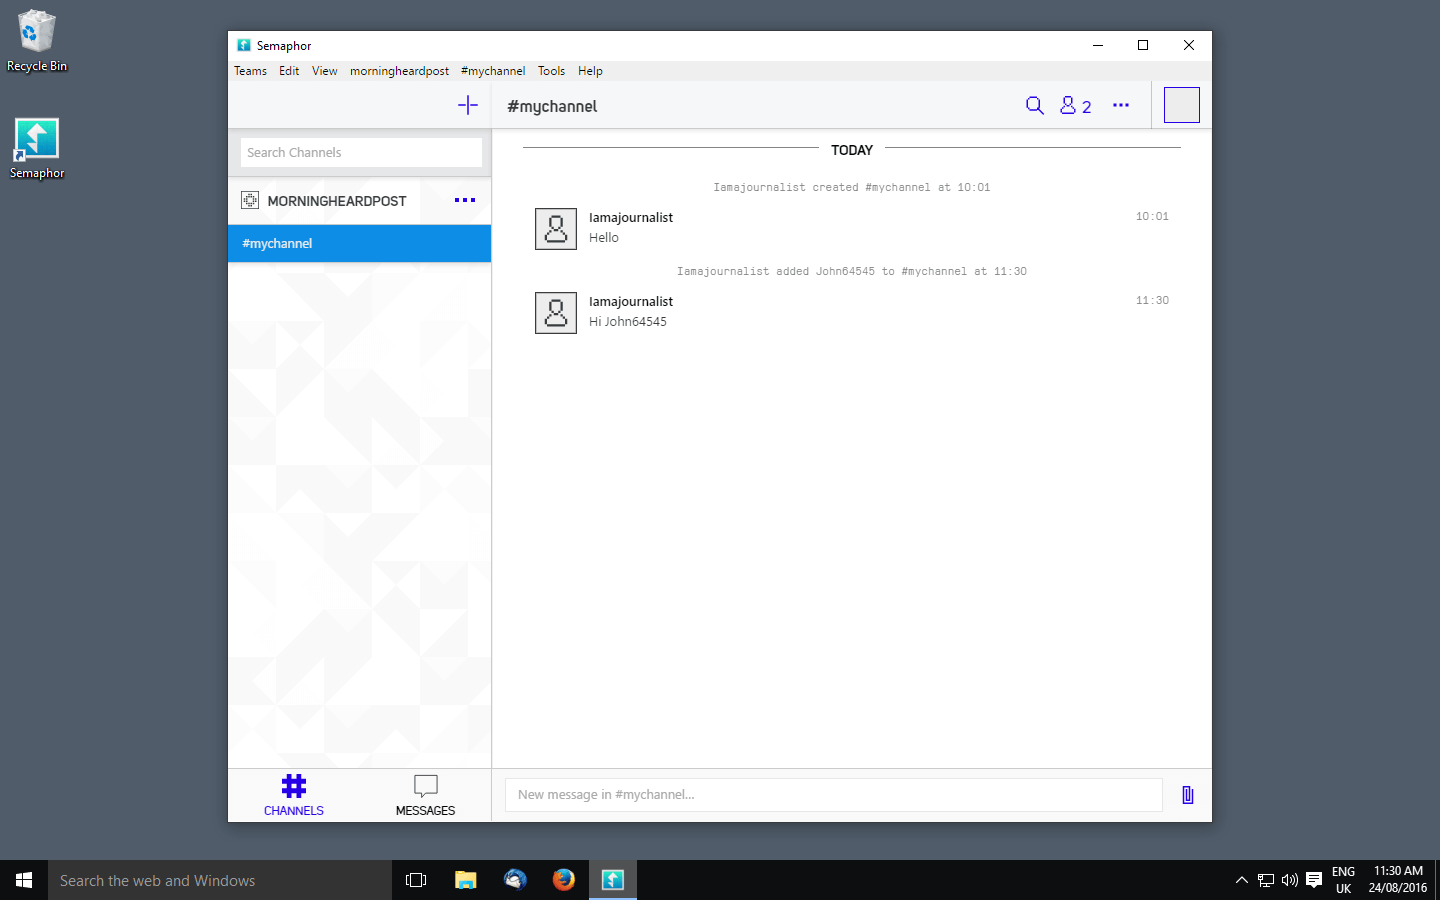 Recycle Bin
Semaphor
Semaphor
Teams Edit View morningheardpost #mychannel Tools Help
#mychannel
2
Search Channels
MORNINGHEARDPOST
#mychannel
TODAY
Iamajournalist created #mychannel at 10:01
Iamajournalist 10:01
Hello
Iamajournalist added John64545 to #mychannel at 11:30
Iamajournalist 11:30
Hi John64545
CHANNELS
MESSAGES
New message in #mychannel...
Search the web and Windows
ENG
UK
11:30 AM
24/08/2016